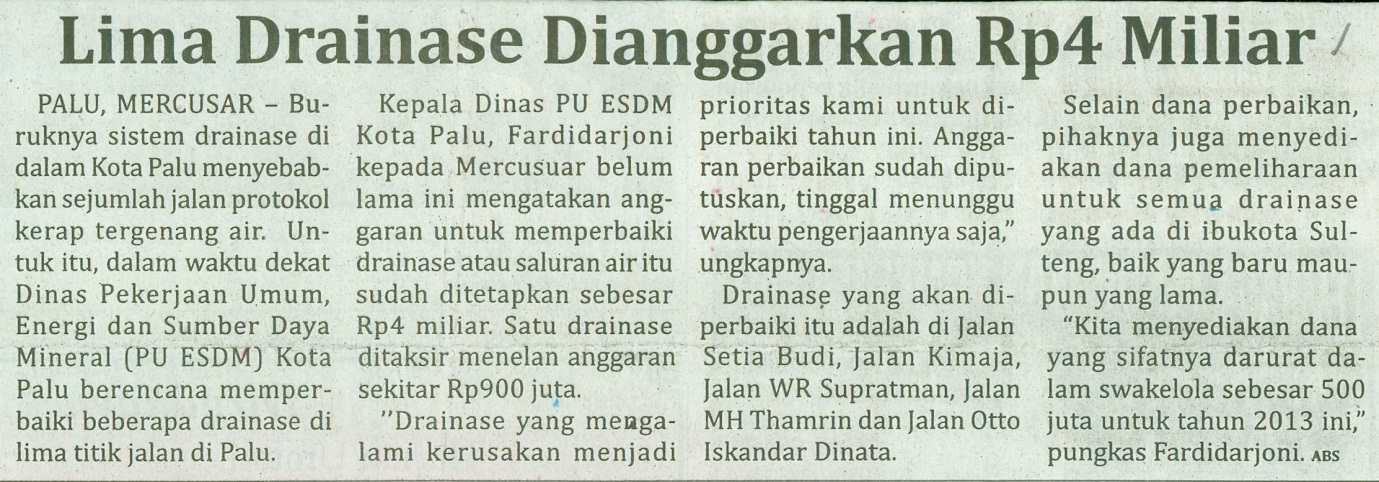 Lima Drainase Dianggarkan Rp4 Miliar
PALU, MERCUSAR – Bu-
ruknya sistem drainase di
dalam Kota Palu menyebab-
kan sejumlah jalan protokol
kerap tergenang air. Un-
tuk itu, dalam waktu dekat
Dinas Pekerjaan Umum,
Energi dan Sumber Daya
Mineral (PU ESDM) Kota
Palu berencana memper-
baiki beberapa drainase di
lima titik jalan di Palu.
Kepala Dinas PU ESDM
Kota Palu, Fardidarjoni
kepada Mercusuar belum
lama ini mengatakan ang-
garan untuk memperbaiki
drainase atau saluran air itu
sudah ditetapkan sebesar
Rp4 miliar. Satu drainase
ditaksir menelan anggaran
sekitar Rp900 juta.
”Drainase yang menga-
lami kerusakan menjadi
prioritas kami untuk di-
perbaiki tahun ini. Angga-
ran perbaikan sudah dipu-
tuskan, tinggal menunggu
waktu pengerjaannya saja,”
ungkapnya.
Drainase yang akan di-
perbaiki itu adalah di Jalan
Setia Budi, Jalan Kimaja,
Jalan WR Supratman, Jalan
MH Thamrin dan Jalan Otto
Iskandar Dinata.
Selain dana perbaikan,
pihaknya juga menyedi-
akan dana pemeliharaan
untuk semua drainase
yang ada di ibukota Sul-
teng, baik yang baru mau-
pun yang lama.
“Kita menyediakan dana
yang sifatnya darurat da-
lam swakelola sebesar 500
juta untuk tahun 2013 ini,”
pungkas Fardidarjoni. ABS